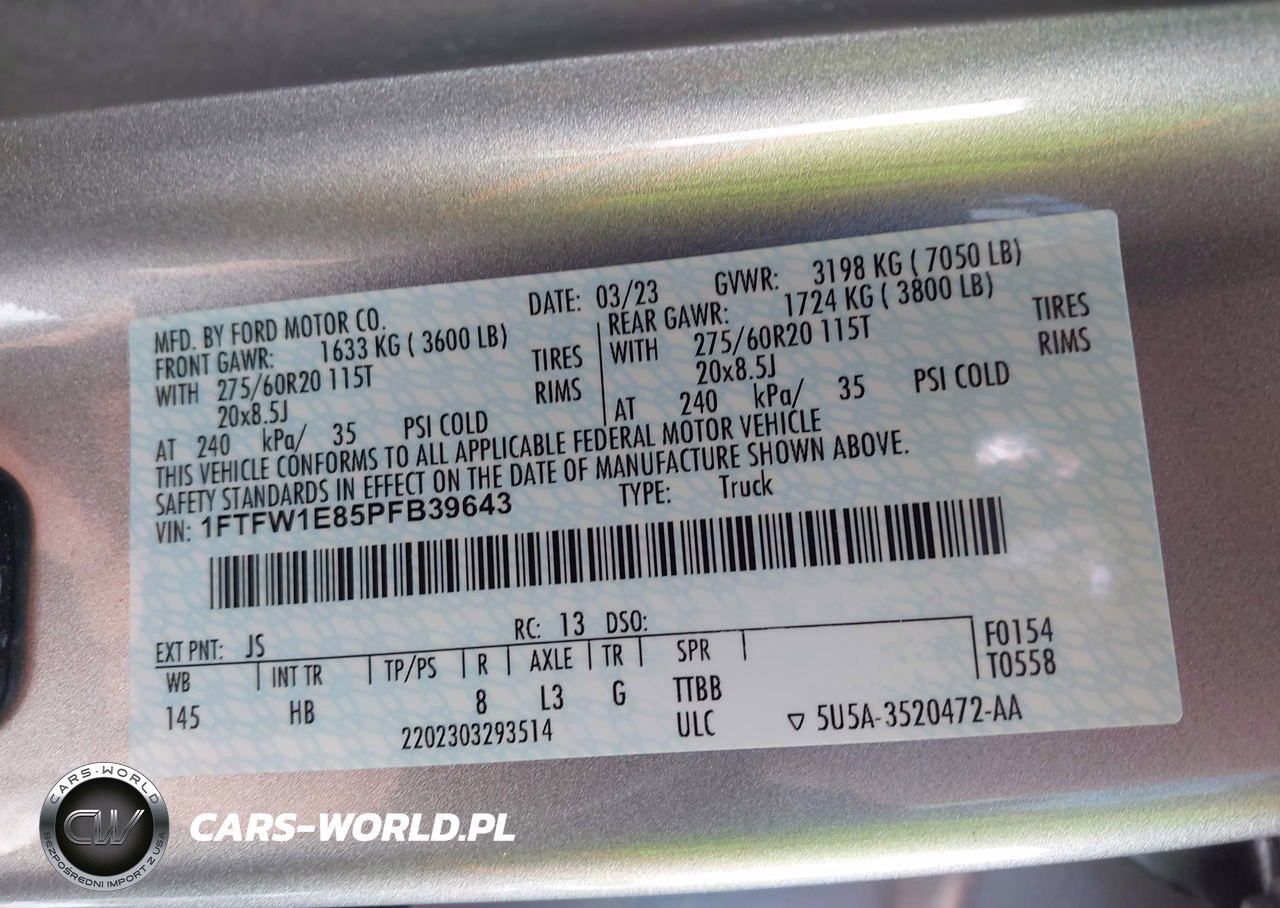 MFD. BY FORD MOTOR CO. DATE: 03/23 GVWR: 3198 KG ( 7050 LB)
FRONT GAWR: 1633 KG ( 3600 LB) REAR GAWR: 1724 KG ( 3800 LB)
WITH 275/60R20 115T TIRES WITH 275/60R20 115T TIRES
20x8.5J RIMS 20x8.5J RIMS
AT 240 kPa/ 35 PSI COLD AT 240 kPa/ 35 PSI COLD
THIS VEHICLE CONFORMS TO ALL APPLICABLE FEDERAL MOTOR VEHICLE
SAFETY STANDARDS IN EFFECT ON THE DATE OF MANUFACTURE SHOWN ABOVE.
VIN: 1FTFW1E85PFB39643 TYPE: Truck
EXT PNT: JS RC: 13 DSO:
WB INT TR TP/PS R AXLE TR SPR F0154
145 HB 8 L3 G TTBB T0558
2202303293514 ULC ▽ 5U5A-3520472-AA
CARS-WORLD
CW
BEZPOŚREDNI IMPORT Z USA
CARS-WORLD.PL